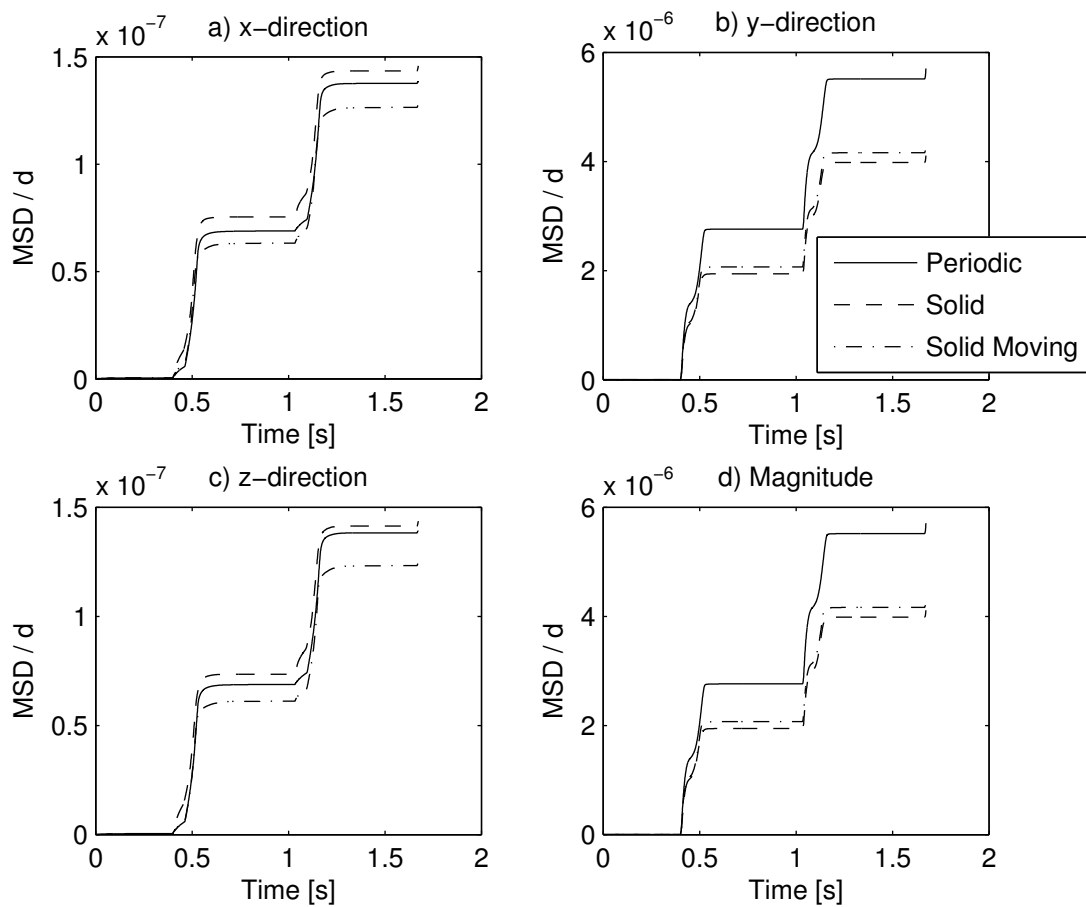 x 10^−7
a) x−direction
1.5
1
0.5
0
MSD / d
0 0.5 1 1.5 2
Time [s]
x 10^−6
b) y−direction
6
4
2
0
MSD / d
0 0.5 1 1.5 2
Time [s]
Periodic
Solid
Solid Moving
x 10^−7
c) z−direction
1.5
1
0.5
0
MSD / d
0 0.5 1 1.5 2
Time [s]
x 10^−6
d) Magnitude
6
4
2
0
MSD / d
0 0.5 1 1.5 2
Time [s]